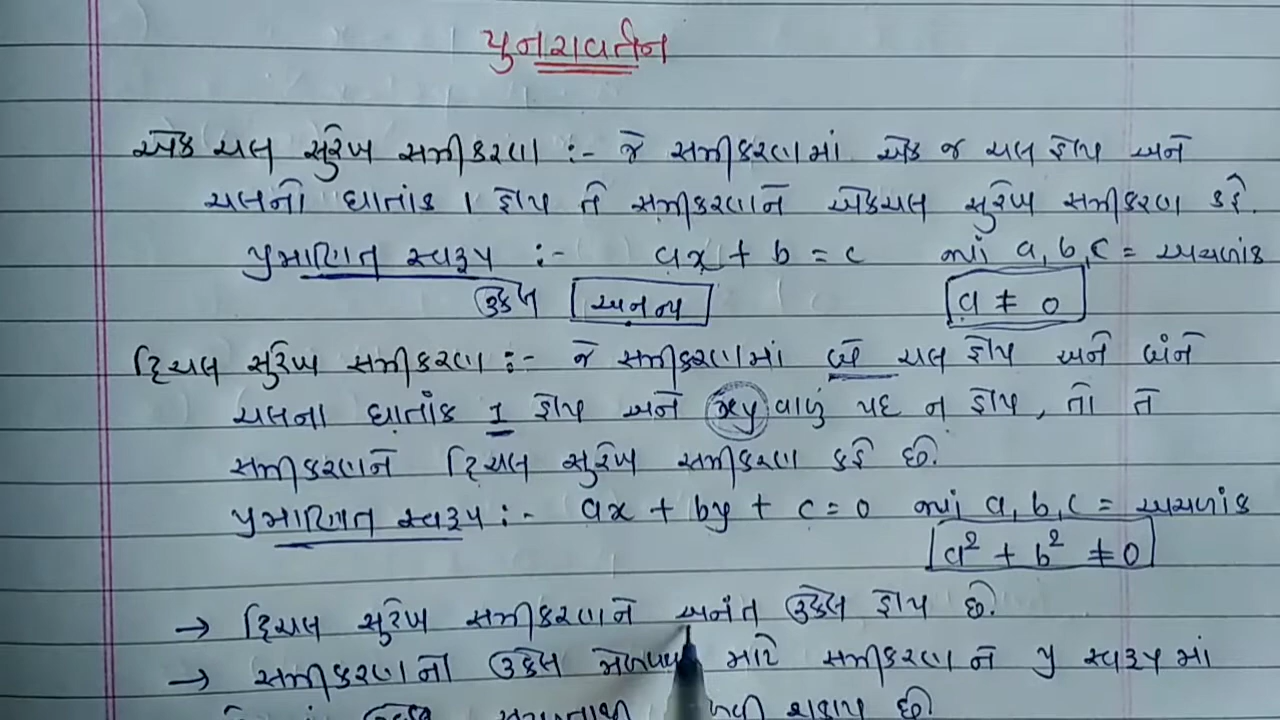 પુનરાવર્તન
એક ચલ સુરેખ સમીકરણ :- જે સમીકરણમાં એક જ ચલ હોય અને
ચલની ઘાતાંક 1 હોય તે સમીકરણને એકચલ સુરેખ સમીકરણ કહે.
પ્રમાણિત સ્વરૂપ :- ax + b = c જ્યાં a, b, c = અચળાંક
ઉકેલ અનન્ય a ≠ 0
દ્વિચલ સુરેખ સમીકરણ :- જે સમીકરણમાં બે ચલ હોય અને બંને
ચલના ઘાતાંક 1 હોય અને xy વાળું પદ ન હોય, તો તે
સમીકરણને દ્વિચલ સુરેખ સમીકરણ કહે છે.
પ્રમાણિત સ્વરૂપ :- ax + by + c = 0 જ્યાં a, b, c = અચળાંક
a² + b² ≠ 0
→ દ્વિચલ સુરેખ સમીકરણને અનંત ઉકેલ હોય છે.
→ સમીકરણનો ઉકેલ મેળવવા માટે સમીકરણને y સ્વરૂપમાં
ઉકેલ સરળતાથી શકાય છે.